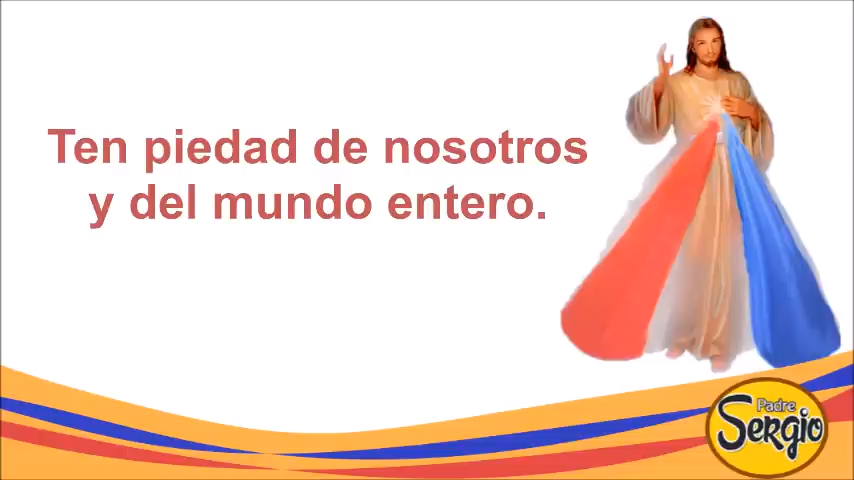 Ten piedad de nosotros
y del mundo entero.
Padre
Sergio